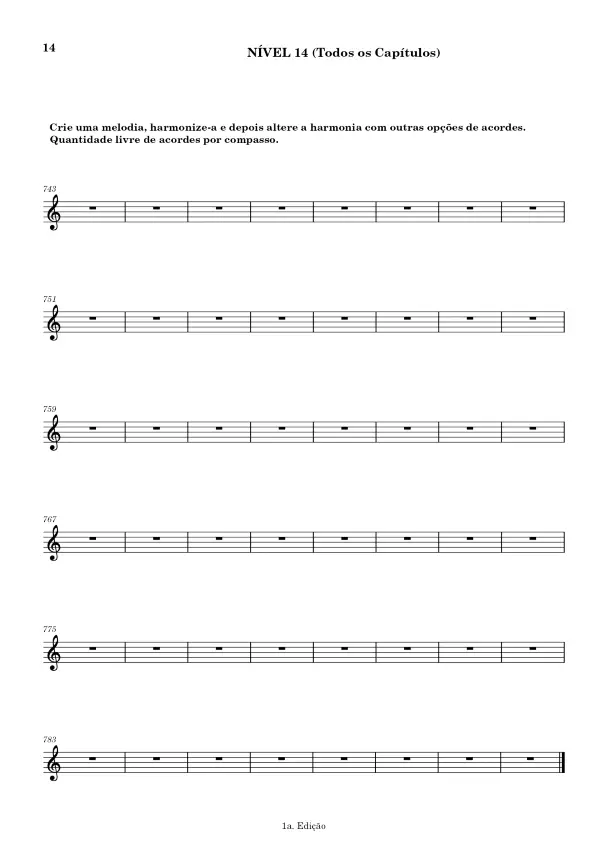 14
NÍVEL 14 (Todos os Capítulos)
Crie uma melodia, harmonize-a e depois altere a harmonia com outras opções de acordes.
Quantidade livre de acordes por compasso.
743
751
759
767
775
783
1a. Edição